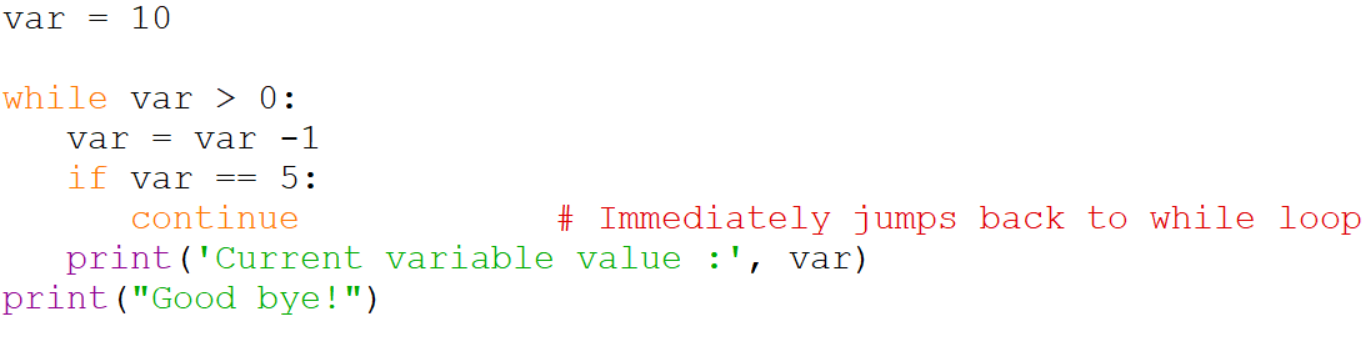 var = 10
while var > 0:
   var = var -1
   if var == 5:
      continue            # Immediately jumps back to while loop
   print('Current variable value :', var)
print("Good bye!")